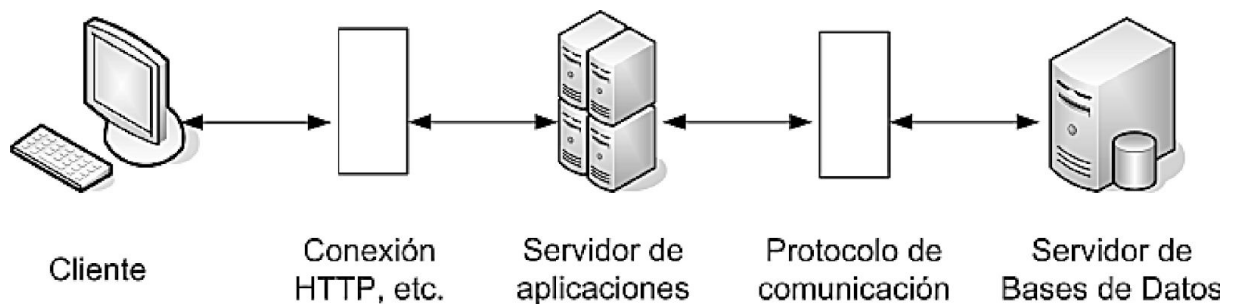 Cliente
Conexión
HTTP, etc.
Servidor de
aplicaciones
Protocolo de
comunicación
Servidor de
Bases de Datos